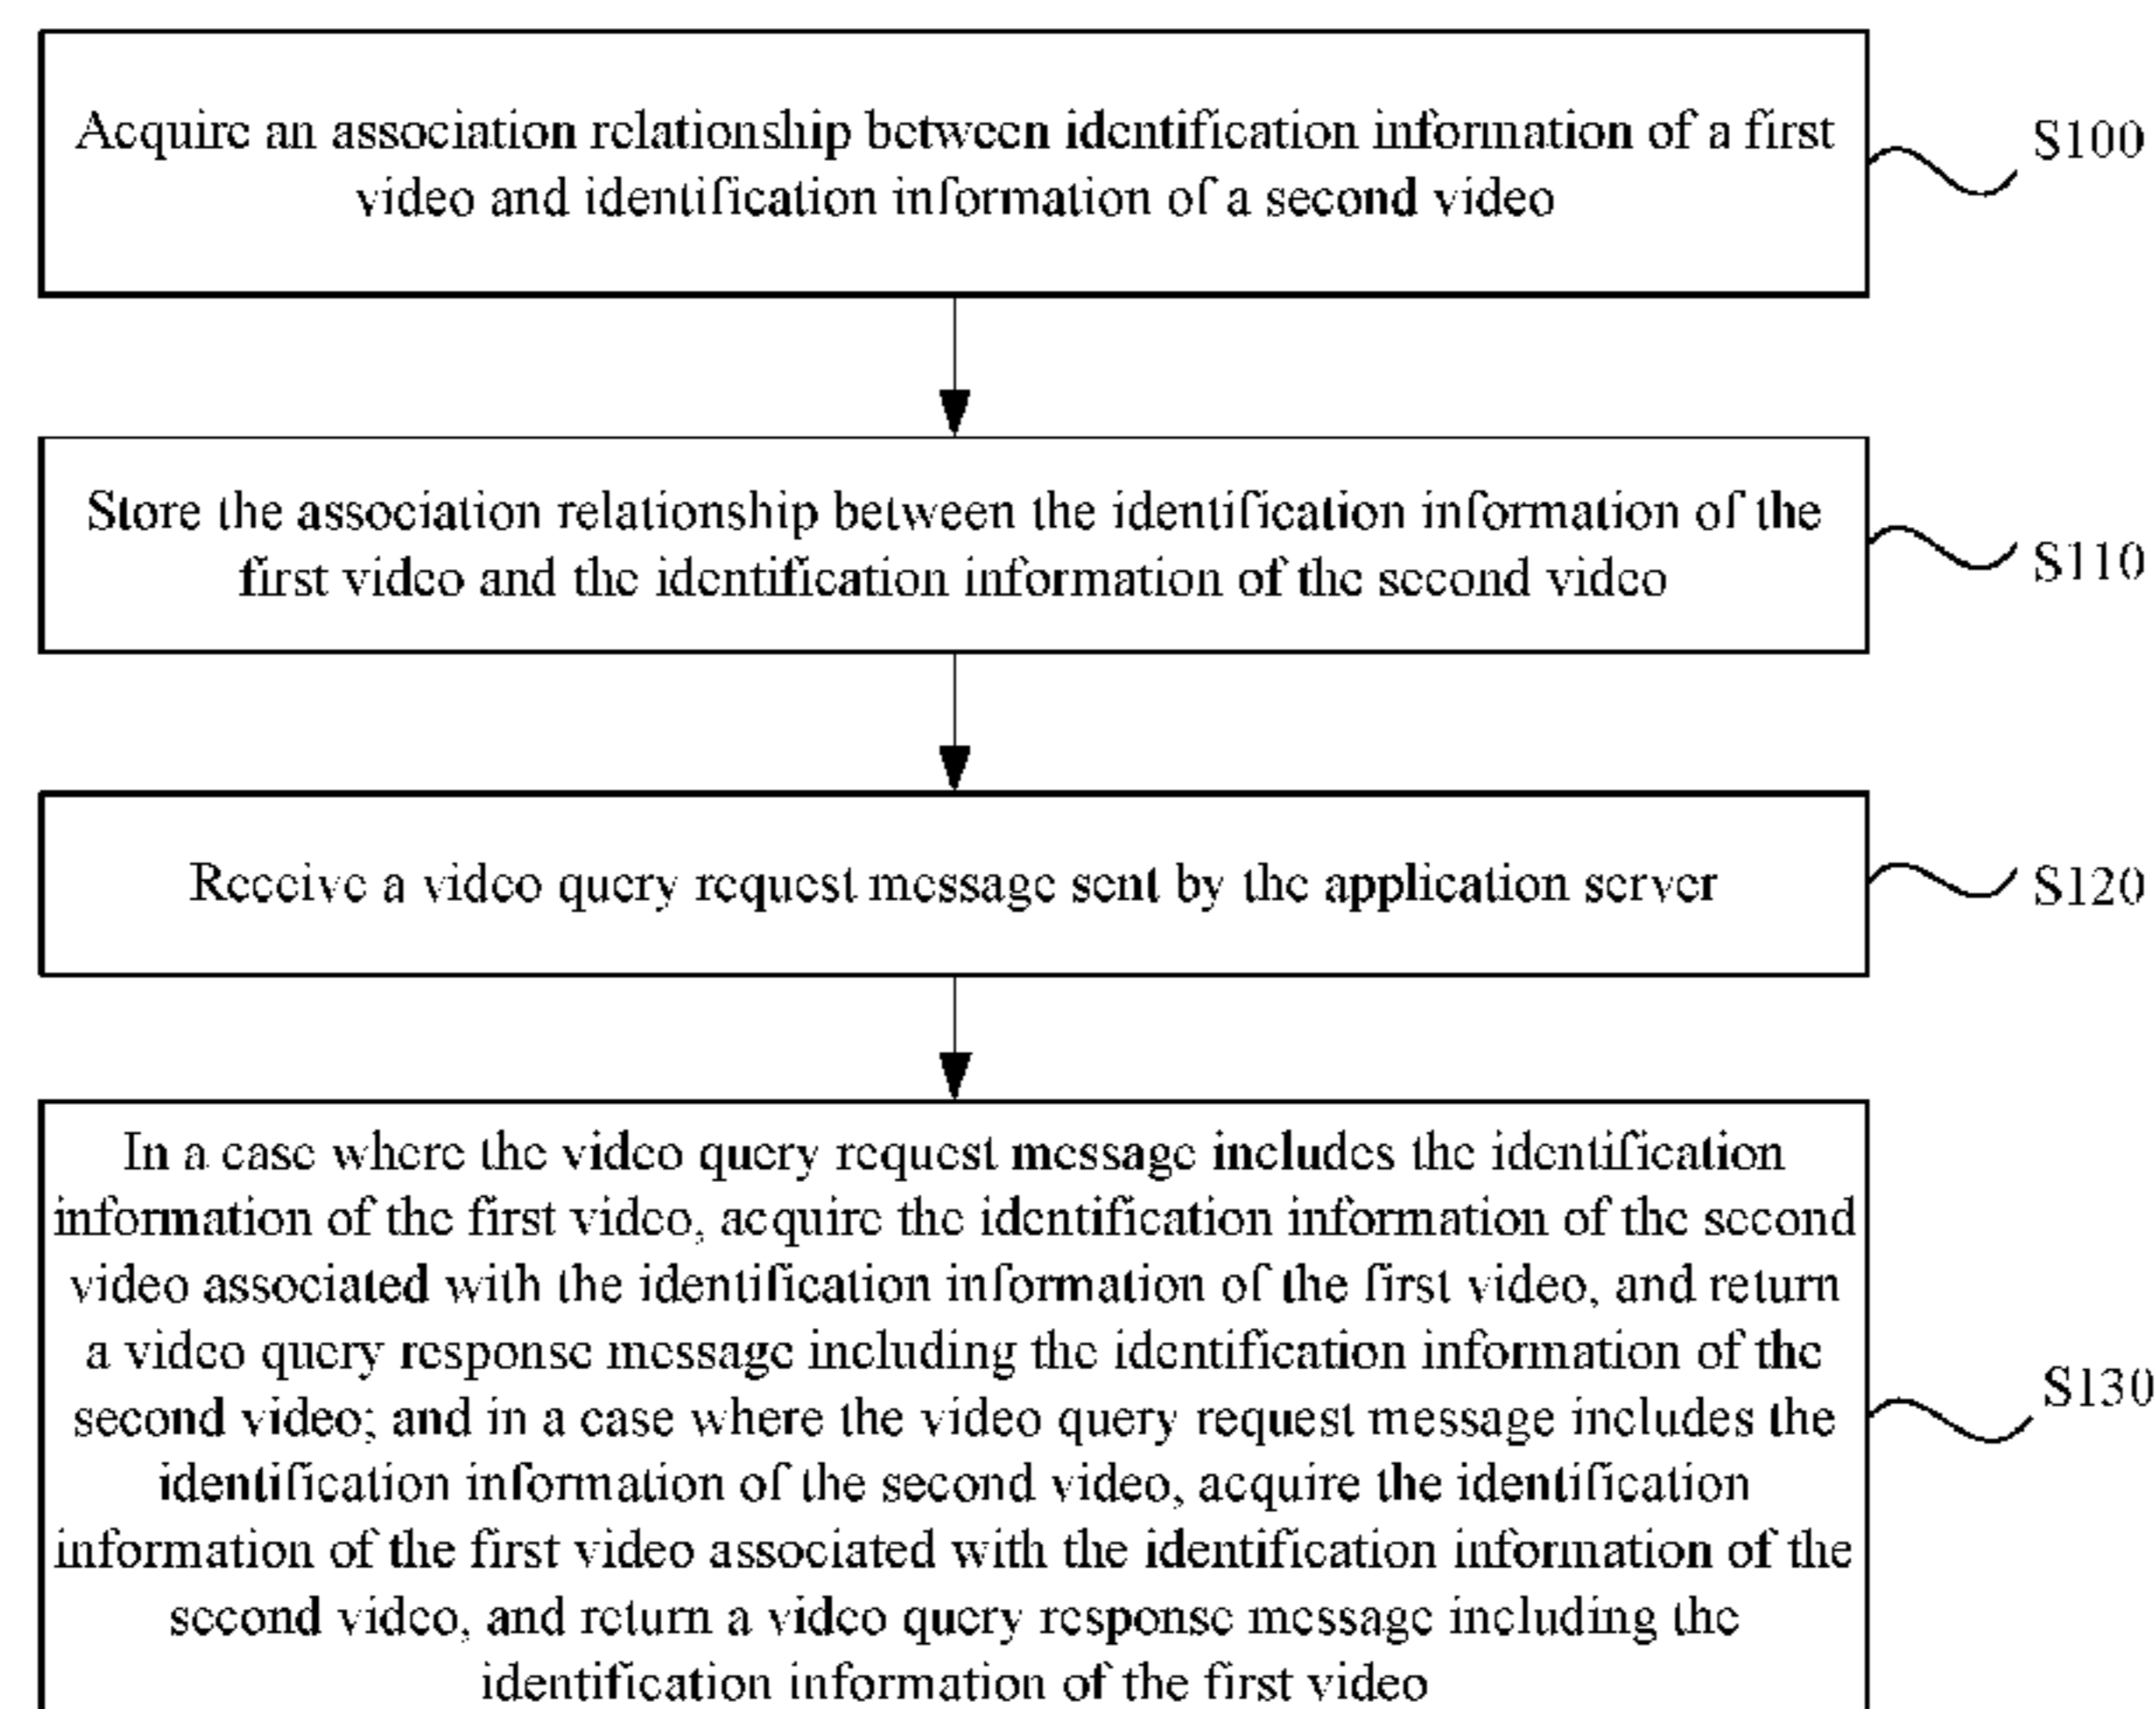 Acquire an association relationship between identification information of a first
video and identification information of a second video
S100
Store the association relationship between the identification information of the
first video and the identification information of the second video
S110
Receive a video query request message sent by the application server
S120
In a case where the video query request message includes the identification
information of the first video, acquire the identification information of the second
video associated with the identification information of the first video, and return
a video query response message including the identification information of the
second video; and in a case where the video query request message includes the
identification information of the second video, acquire the identification
information of the first video associated with the identification information of the
second video, and return a video query response message including the
identification information of the first video
S130